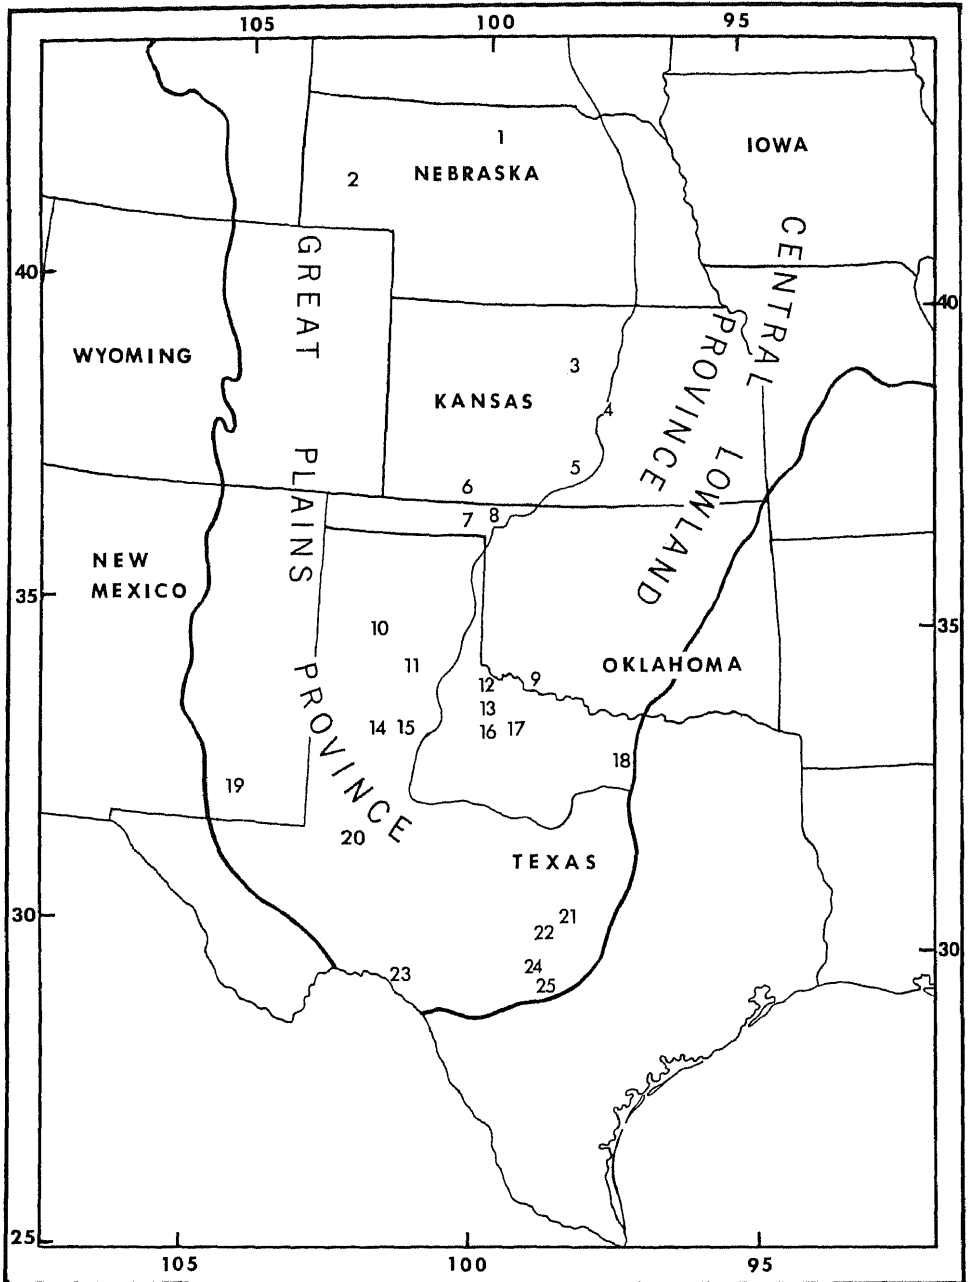 105 100 95
1
IOWA
2
NEBRASKA
CENTRAL
GREAT
40
40
WYOMING
PROVINCE
3
KANSAS
4
PLAINS
LOWLAND
5
6
7 8
NEW
MEXICO
35
35
10
11
PROVINCE
OKLAHOMA
12 9
13
14 15 16 17
18
19
20
TEXAS
30
21
22
30
23
24
25
25
105 100 95